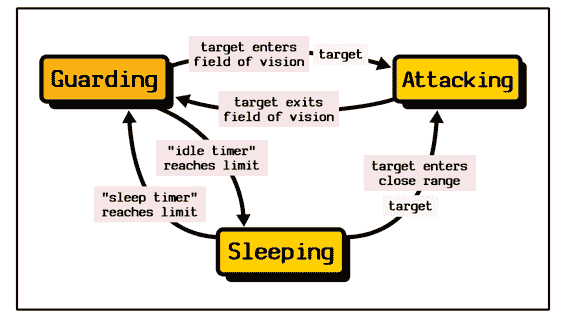 target enters
field of vision
target
Guarding
Attacking
target exits
field of vision
"idle timer"
reaches limit
target enters
close range
"sleep timer"
reaches limit
target
Sleeping